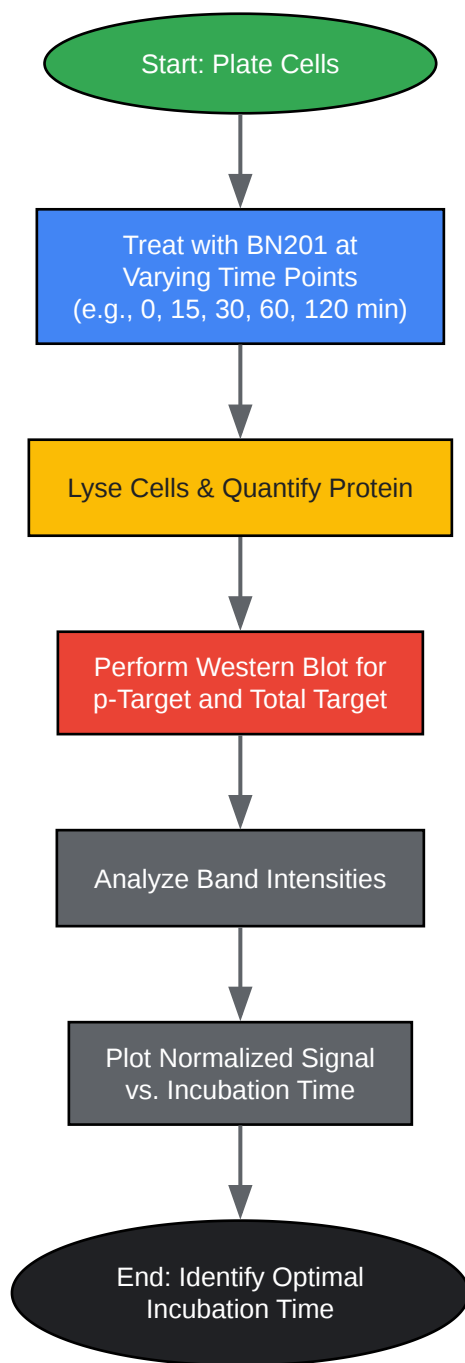 Start: Plate Cells
Treat with BN201 at
Varying Time Points
(e.g., 0, 15, 30, 60, 120 min)
Lyse Cells & Quantify Protein
Perform Western Blot for
p-Target and Total Target
Analyze Band Intensities
Plot Normalized Signal
vs. Incubation Time
End: Identify Optimal
Incubation Time